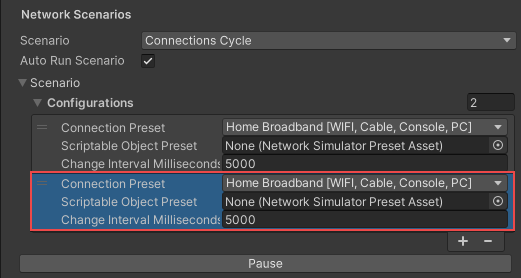 Network Scenarios
Scenario Connections Cycle
Auto Run Scenario
Scenario
Configurations 2
Connection Preset Home Broadband [WIFI, Cable, Console, PC]
Scriptable Object Preset None (Network Simulator Preset Asset)
Change Interval Milliseconds 5000
Connection Preset Home Broadband [WIFI, Cable, Console, PC]
Scriptable Object Preset None (Network Simulator Preset Asset)
Change Interval Milliseconds 5000
+ −
Pause